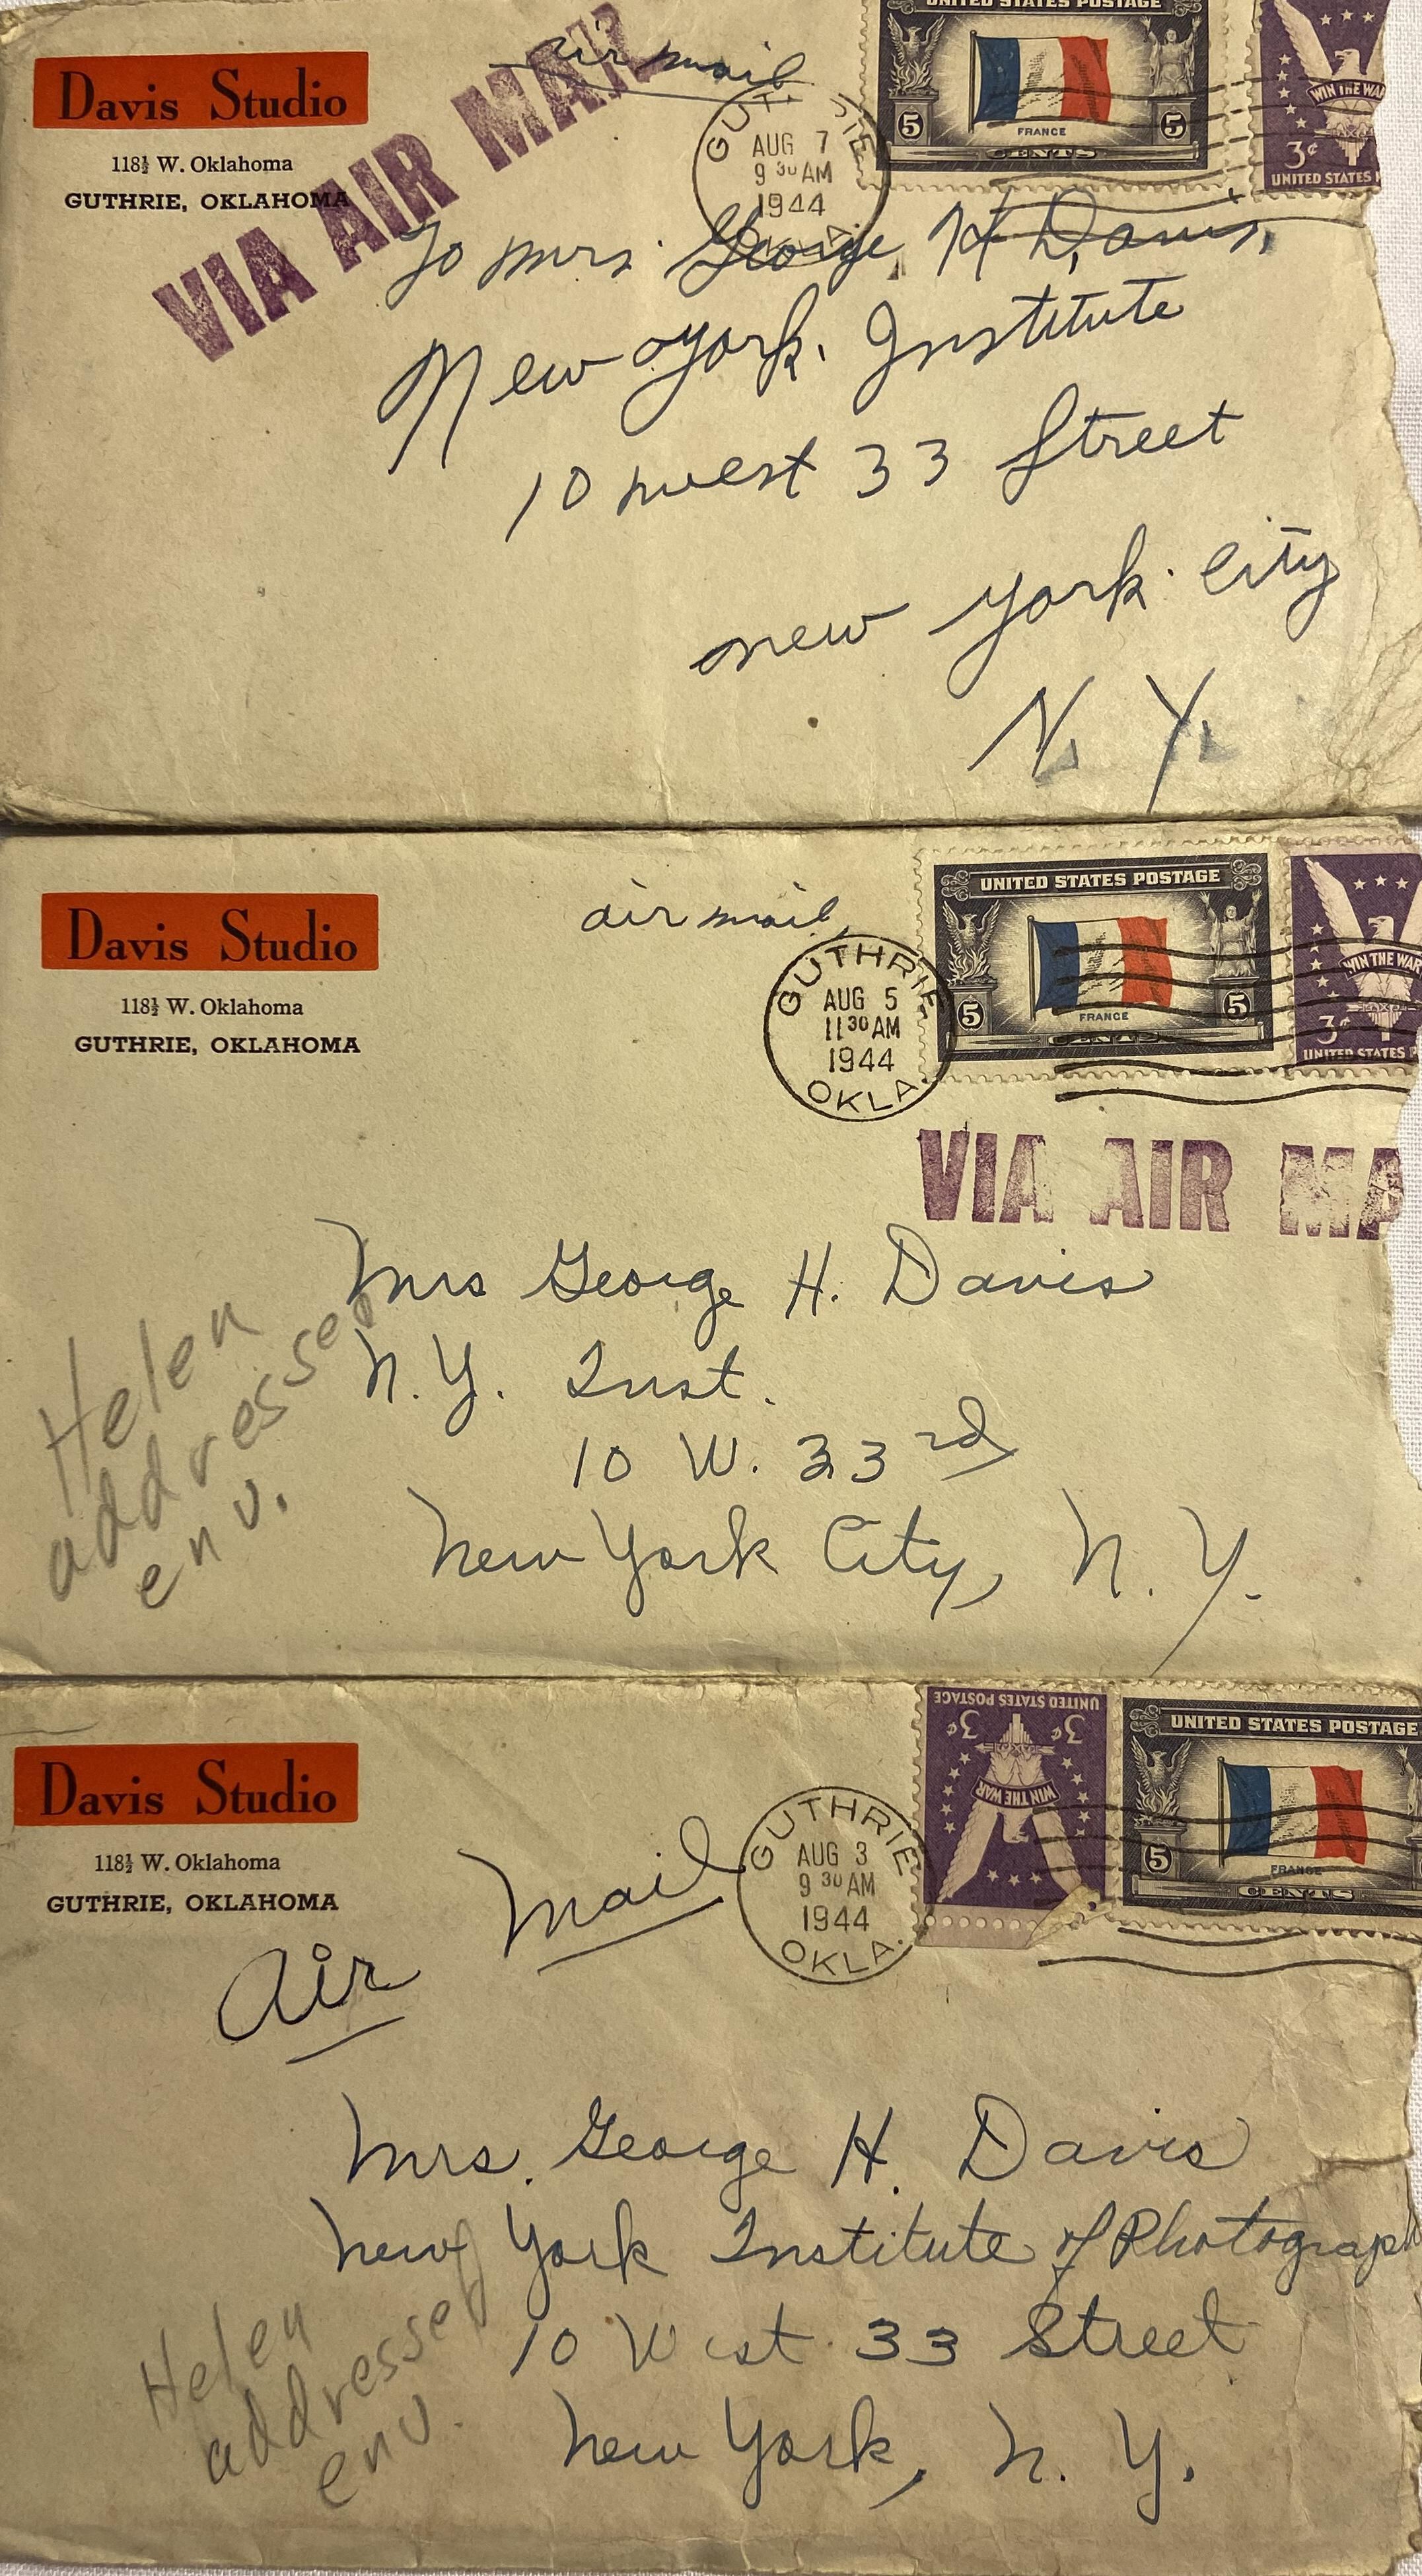 Davis Studio
118½ W. Oklahoma
GUTHRIE, OKLAHOMA
VIA AIR MAIL
air mail
GUTHRIE
AUG 7
9 30 AM
1944
OKLA.
UNITED STATES POSTAGE
5 5
FRANCE
CENTS
WIN THE WAR
3¢
UNITED STATES
To Mrs. George H Davis,
New York. Institute
10 west 33 Street
new york city
N. Y.
Davis Studio
118½ W. Oklahoma
GUTHRIE, OKLAHOMA
air mail,
GUTHRIE
AUG 5
11 30 AM
1944
OKLA.
UNITED STATES POSTAGE
5 5
FRANCE
CENTS
WIN THE WAR
3¢
UNITED STATES P
VIA AIR MA
Mrs George H. Davis
N.Y. Inst.
10 W. 33rd
New York City, N. Y.
Helen
addressed
env.
Davis Studio
118½ W. Oklahoma
GUTHRIE, OKLAHOMA
Air Mail
GUTHRIE
AUG 3
9 30 AM
1944
OKLA.
UNITED STATES POSTAGE
3¢ 3¢
WIN THE WAR
UNITED STATES POSTAGE
5
FRANCE
CENTS
Mrs. George H. Davis
New York Institute of Photograph
10 West 33 Street
New York, N. Y.
Helen
addressed
env.